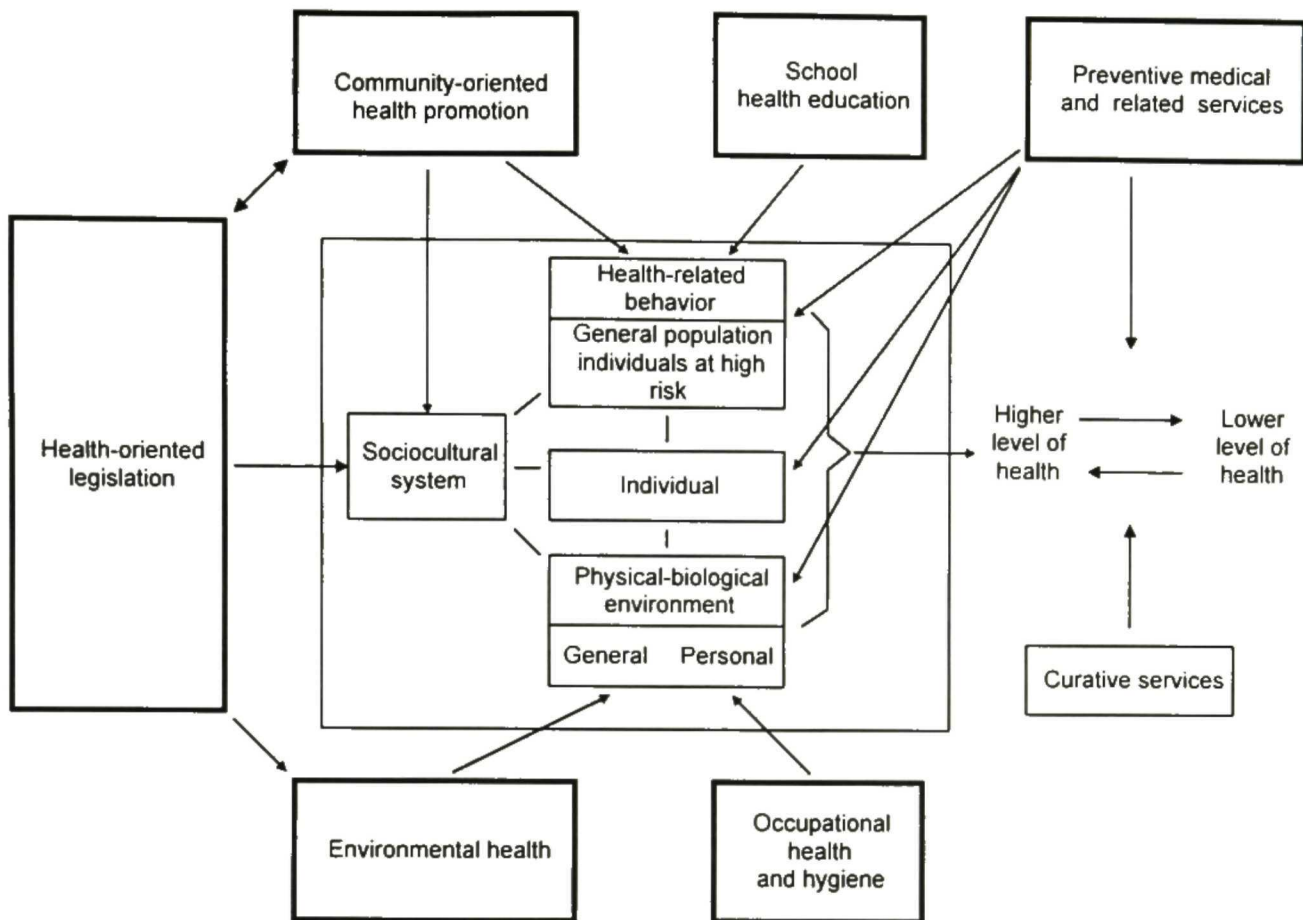 Community-oriented
health promotion
School
health education
Preventive medical
and related services
Health-oriented
legislation
Health-related
behavior
General population
individuals at high
risk
Sociocultural
system
Individual
Physical-biological
environment
General Personal
Higher
level of
health
Lower
level of
health
Curative services
Environmental health
Occupational
health
and hygiene